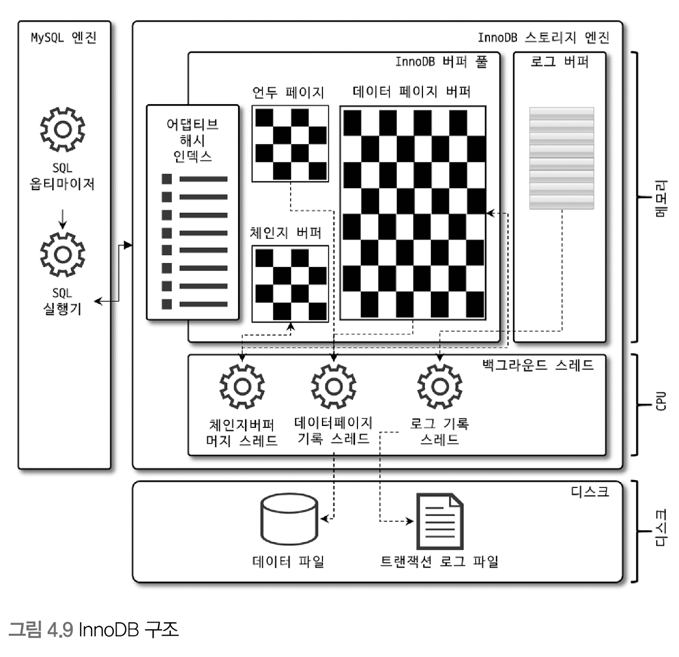 MySQL 엔진
InnoDB 스토리지 엔진
InnoDB 버퍼 풀
로그 버퍼
언두 페이지
데이터 페이지 버퍼
어댑티브
해시
인덱스
SQL
옵티마이저
체인지 버퍼
SQL
실행기
메모리
백그라운드 스레드
체인지버퍼
머지 스레드
데이터페이지
기록 스레드
로그 기록
스레드
CPU
디스크
데이터 파일
트랜잭션 로그 파일
디스크
그림 4.9 InnoDB 구조